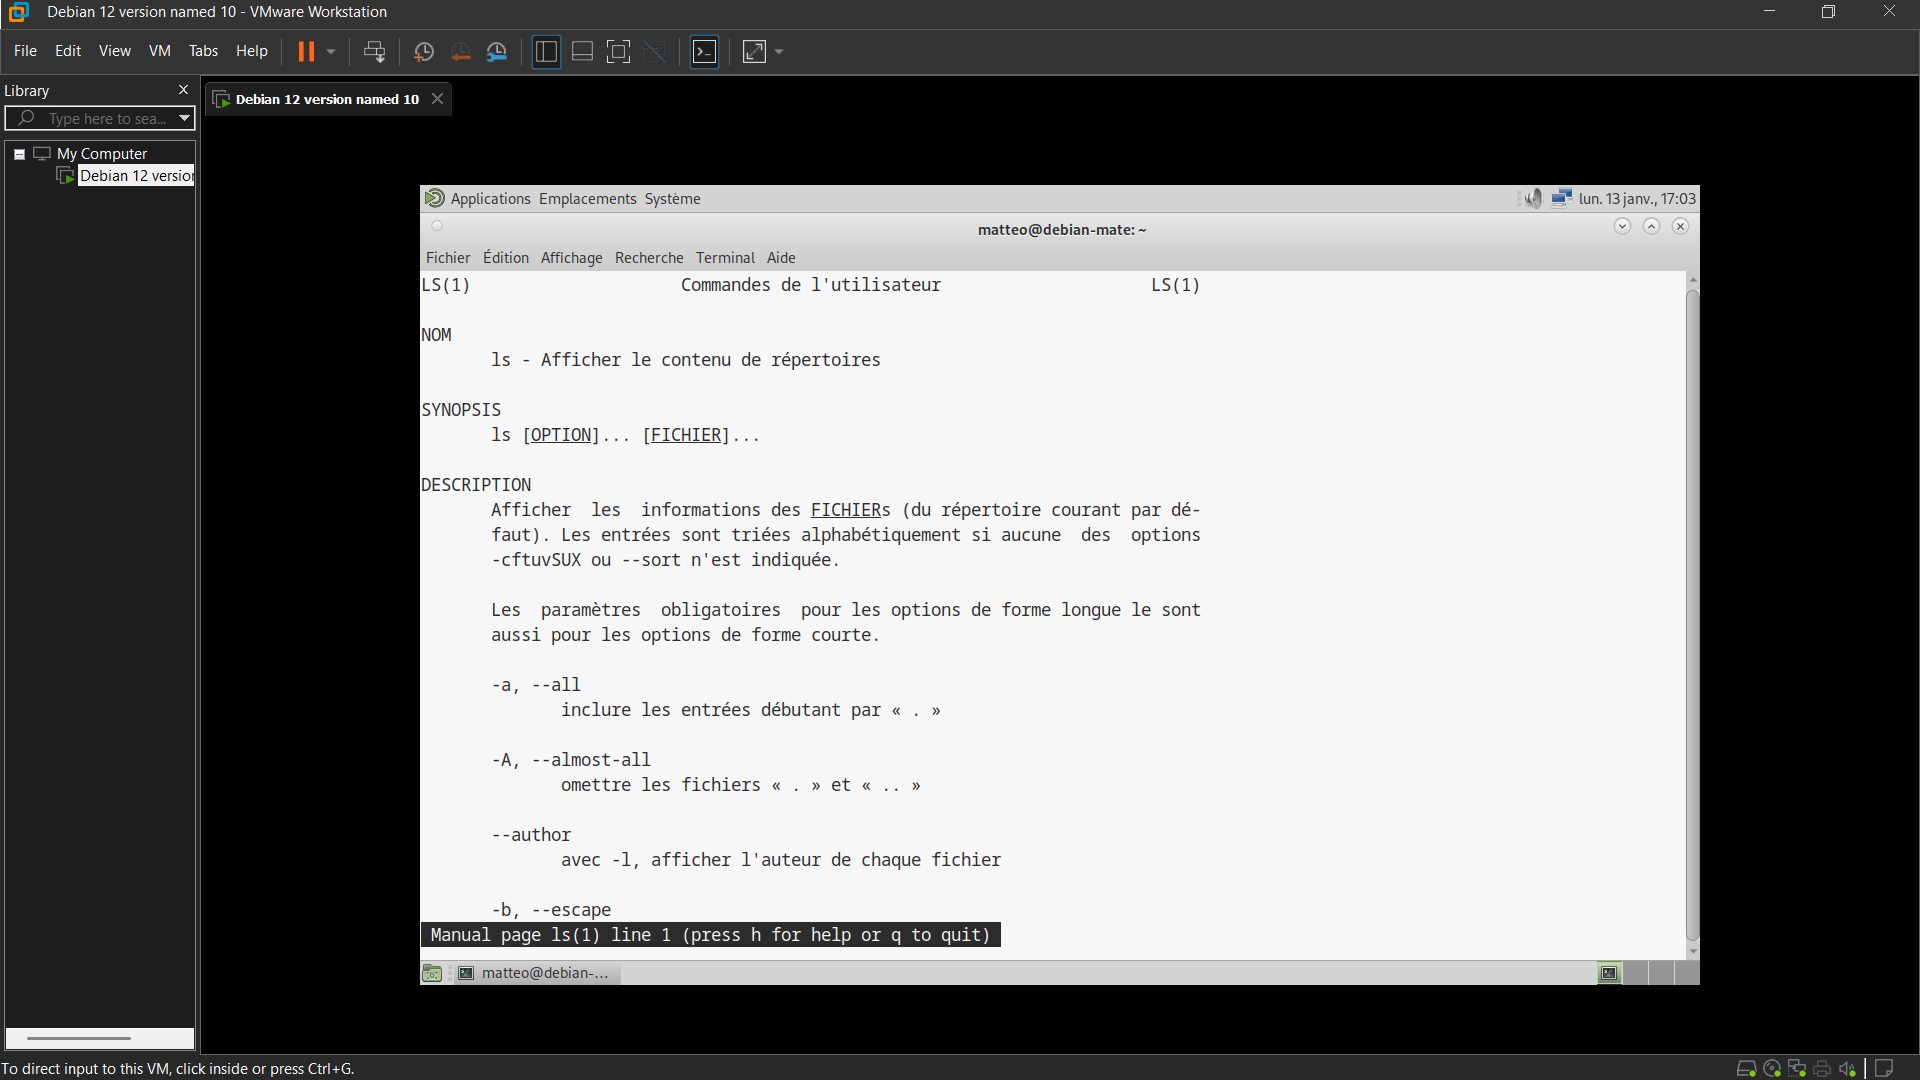 Debian 12 version named 10 - VMware Workstation
File Edit View VM Tabs Help
Library
Type here to sea...
Debian 12 version named 10
My Computer
Debian 12 version
Applications Emplacements Système
lun. 13 janv., 17:03
matteo@debian-mate: ~
Fichier Édition Affichage Recherche Terminal Aide
LS(1) Commandes de l'utilisateur LS(1)
NOM
ls - Afficher le contenu de répertoires
SYNOPSIS
ls [OPTION]... [FICHIER]...
DESCRIPTION
Afficher les informations des FICHIERs (du répertoire courant par dé-
faut). Les entrées sont triées alphabétiquement si aucune des options
-cftuvSUX ou --sort n'est indiquée.
Les paramètres obligatoires pour les options de forme longue le sont
aussi pour les options de forme courte.
-a, --all
inclure les entrées débutant par « . »
-A, --almost-all
omettre les fichiers « . » et « .. »
--author
avec -l, afficher l'auteur de chaque fichier
-b, --escape
Manual page ls(1) line 1 (press h for help or q to quit)
matteo@debian-...
To direct input to this VM, click inside or press Ctrl+G.